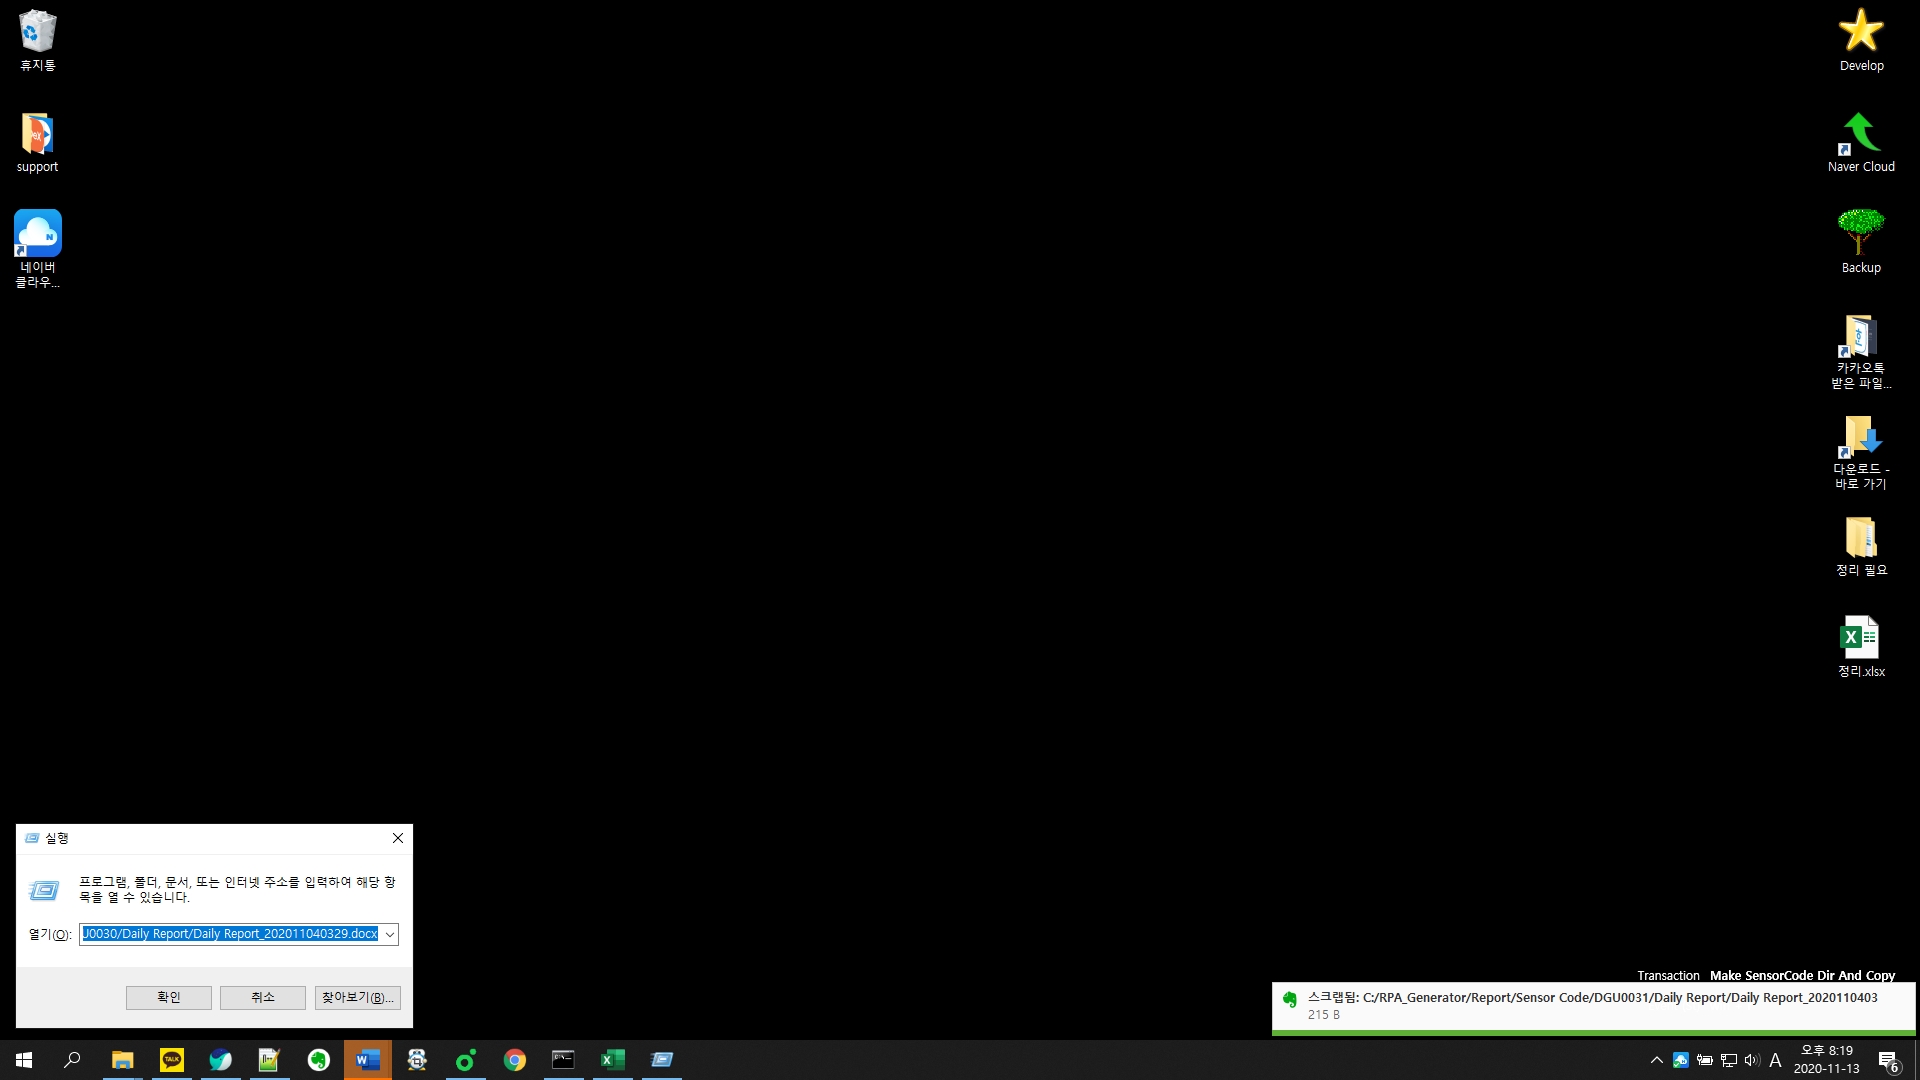 휴지통
support
네이버
클라우...
Develop
Naver Cloud
Backup
카카오톡
받은 파일...
다운로드 -
바로 가기
정리 필요
정리.xlsx
실행
프로그램, 폴더, 문서, 또는 인터넷 주소를 입력하여 해당 항
목을 열 수 있습니다.
열기(O): J0030/Daily Report/Daily Report_202011040329.docx
확인 취소 찾아보기(B)...
Transaction Make SensorCode Dir And Copy
스크랩됨: C:/RPA_Generator/Report/Sensor Code/DGU0031/Daily Report/Daily Report_2020110403
215 B
TALK
A
오후 8:19
2020-11-13
6